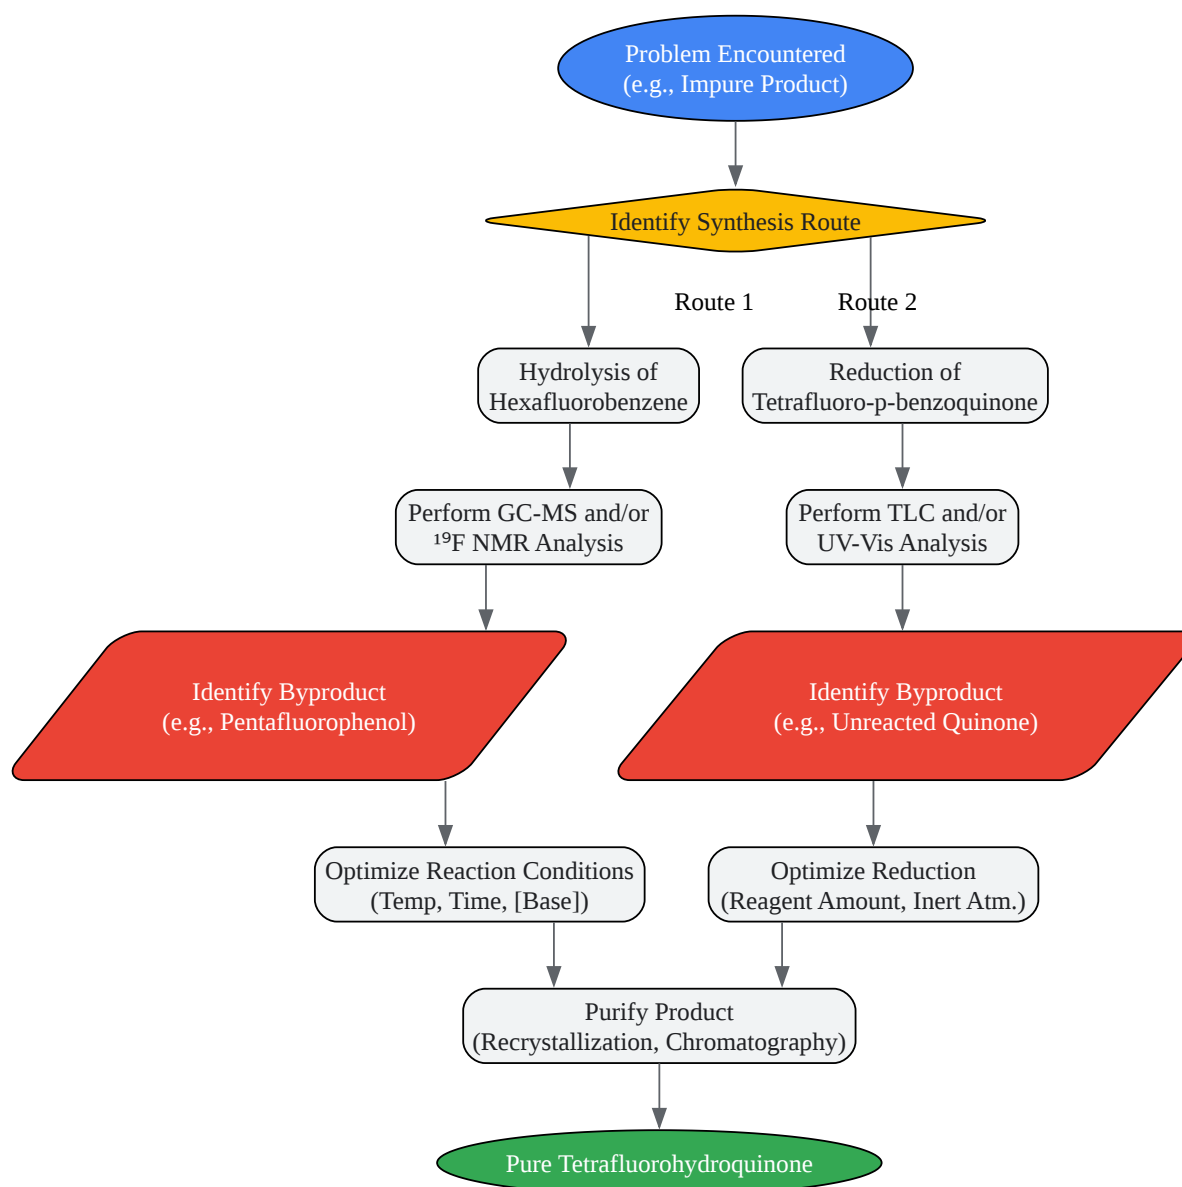 Problem Encountered
(e.g., Impure Product)
Identify Synthesis Route
Route 1
Route 2
Hydrolysis of
Hexafluorobenzene
Reduction of
Tetrafluoro-p-benzoquinone
Perform GC-MS and/or
¹⁹F NMR Analysis
Perform TLC and/or
UV-Vis Analysis
Identify Byproduct
(e.g., Pentafluorophenol)
Identify Byproduct
(e.g., Unreacted Quinone)
Optimize Reaction Conditions
(Temp, Time, [Base])
Optimize Reduction
(Reagent Amount, Inert Atm.)
Purify Product
(Recrystallization, Chromatography)
Pure Tetrafluorohydroquinone